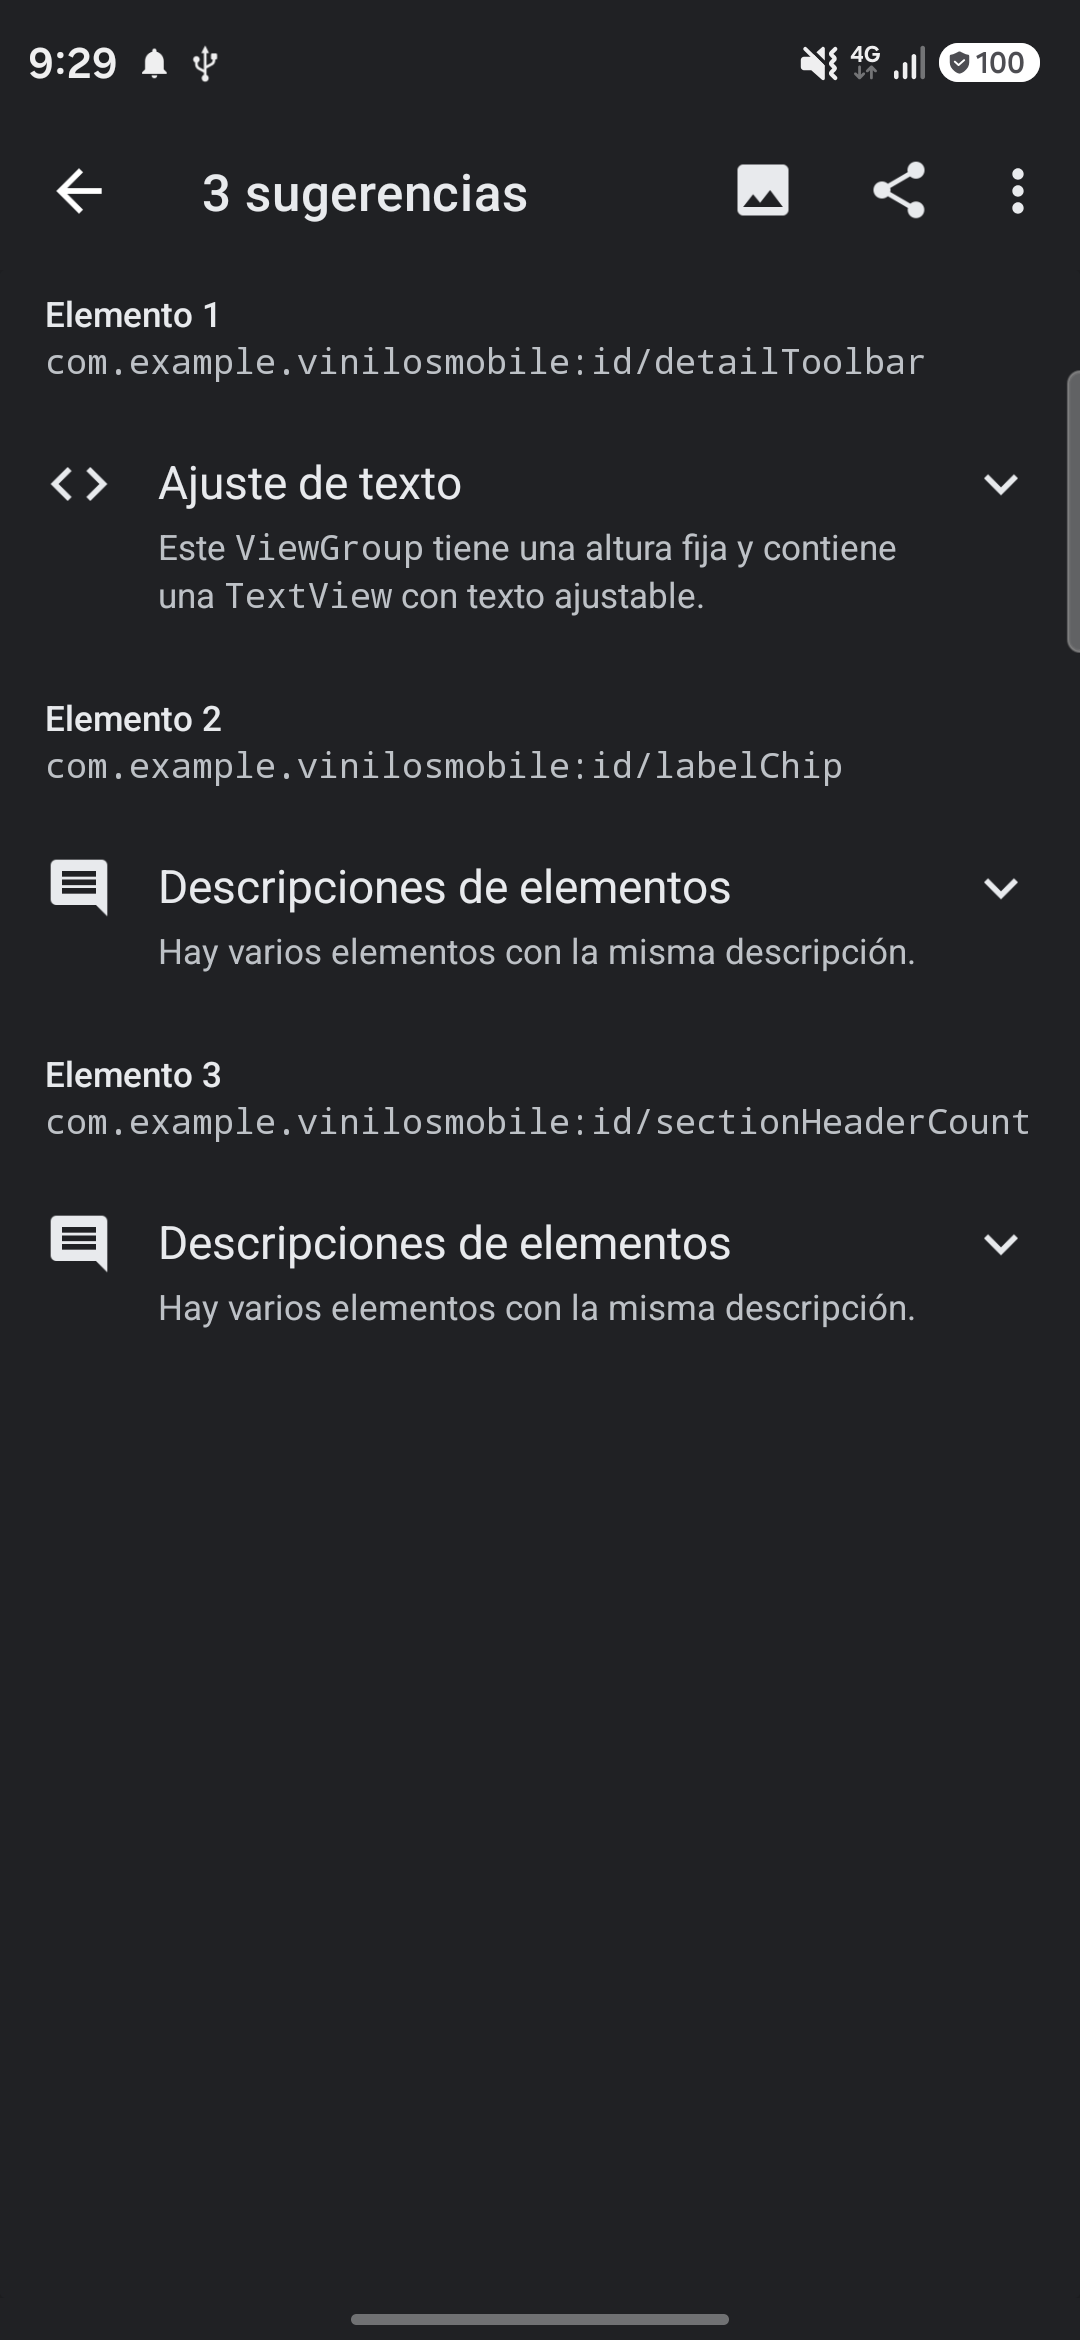 9:29
4G
100
3 sugerencias
Elemento 1
com.example.vinilosmobile:id/detailToolbar
Ajuste de texto
Este ViewGroup tiene una altura fija y contiene
una TextView con texto ajustable.
Elemento 2
com.example.vinilosmobile:id/labelChip
Descripciones de elementos
Hay varios elementos con la misma descripción.
Elemento 3
com.example.vinilosmobile:id/sectionHeaderCount
Descripciones de elementos
Hay varios elementos con la misma descripción.